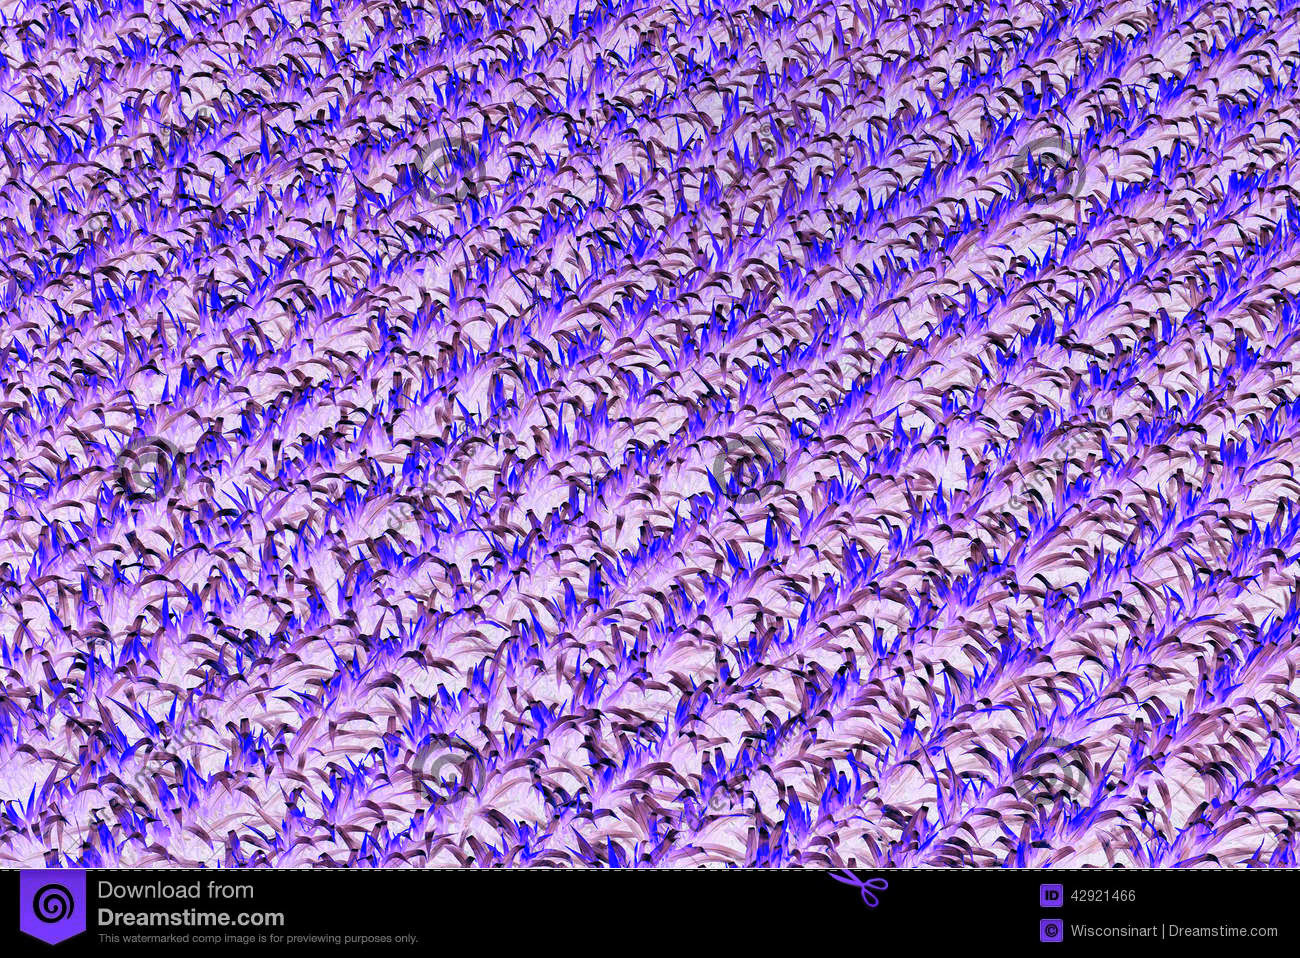 Download from
Dreamstime.com
This watermarked comp image is for previewing purposes only.
ID 42921466
© Wisconsinart | Dreamstime.com